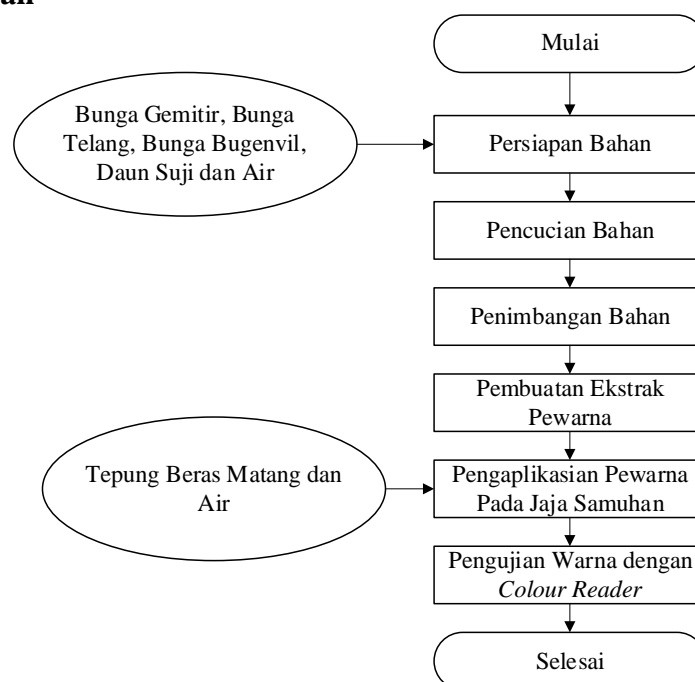 Mulai
Bunga Gemitir, Bunga
Telang, Bunga Bugenvil,
Daun Suji dan Air
Persiapan Bahan
Pencucian Bahan
Penimbangan Bahan
Pembuatan Ekstrak
Pewarna
Tepung Beras Matang dan
Air
Pengaplikasian Pewarna
Pada Jaja Samuhan
Pengujian Warna dengan
Colour Reader
Selesai